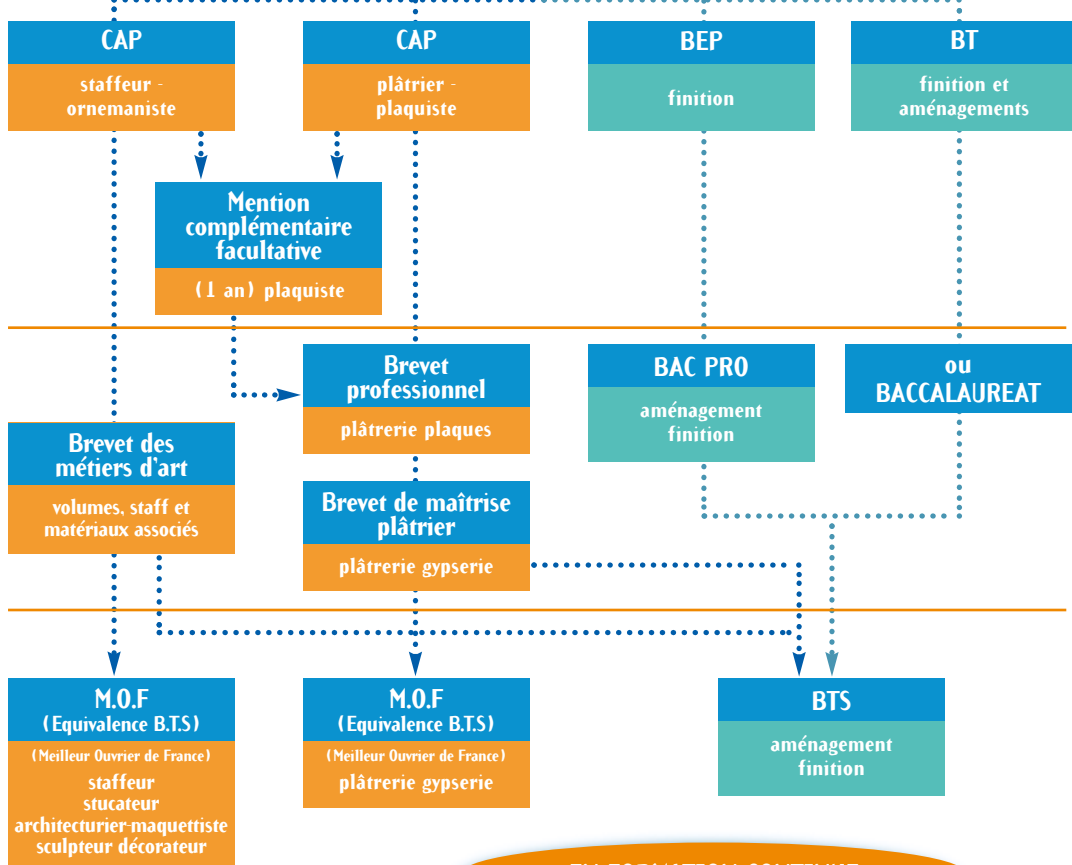 CAP
staffeur -
ornemaniste
CAP
plâtrier -
plaquiste
BEP
finition
BT
finition et
aménagements
Mention
complémentaire
facultative
(1 an) plaquiste
Brevet
professionnel
plâtrerie plaques
BAC PRO
aménagement
finition
ou
BACCALAUREAT
Brevet des
métiers d'art
volumes, staff et
matériaux associés
Brevet de maîtrise
plâtrier
plâtrerie gypserie
M.O.F
(Equivalence B.T.S)
(Meilleur Ouvrier de France)
staffeur
stucateur
architecturier-maquettiste
sculpteur décorateur
M.O.F
(Equivalence B.T.S)
(Meilleur Ouvrier de France)
plâtrerie gypserie
BTS
aménagement
finition